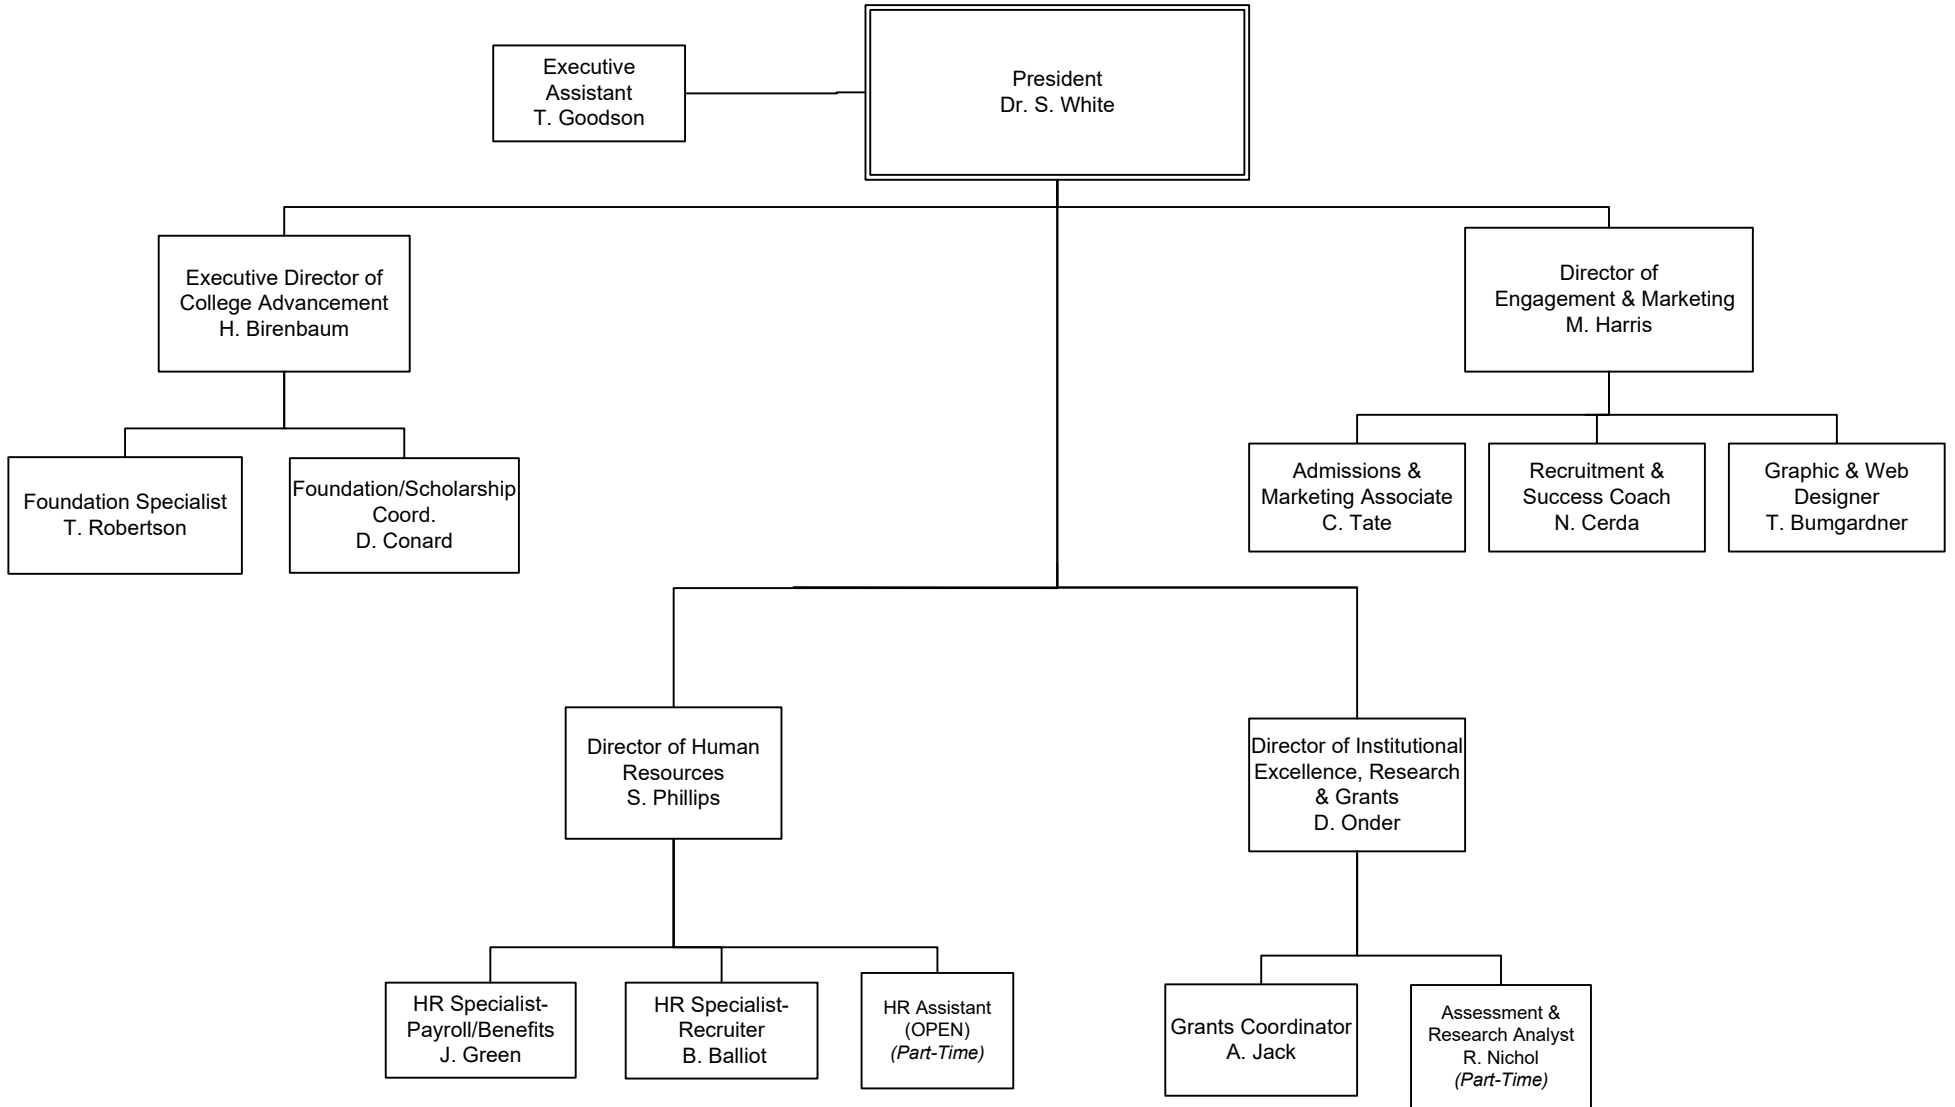 Executive
Assistant
T. Goodson
President
Dr. S. White
Executive Director of
College Advancement
H. Birenbaum
Director of
Engagement & Marketing
M. Harris
Foundation Specialist
T. Robertson
Foundation/Scholarship
Coord.
D. Conard
Admissions &
Marketing Associate
C. Tate
Recruitment &
Success Coach
N. Cerda
Graphic & Web
Designer
T. Bumgardner
Director of Human
Resources
S. Phillips
Director of Institutional
Excellence, Research
& Grants
D. Onder
HR Specialist-
Payroll/Benefits
J. Green
HR Specialist-
Recruiter
B. Balliot
HR Assistant
(OPEN)
(Part-Time)
Grants Coordinator
A. Jack
Assessment &
Research Analyst
R. Nichol
(Part-Time)